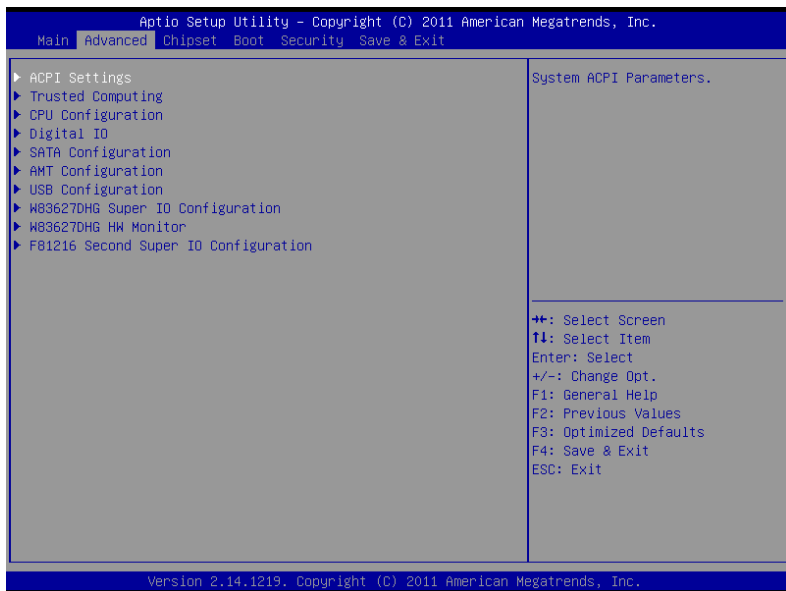 Aptio Setup Utility – Copyright (C) 2011 American Megatrends, Inc.
Main Advanced Chipset Boot Security Save & Exit
ACPI Settings
Trusted Computing
CPU Configuration
Digital IO
SATA Configuration
AMT Configuration
USB Configuration
W83627DHG Super IO Configuration
W83627DHG HW Monitor
F81216 Second Super IO Configuration
System ACPI Parameters.
→←: Select Screen
↑↓: Select Item
Enter: Select
+/-: Change Opt.
F1: General Help
F2: Previous Values
F3: Optimized Defaults
F4: Save & Exit
ESC: Exit
Version 2.14.1219. Copyright (C) 2011 American Megatrends, Inc.